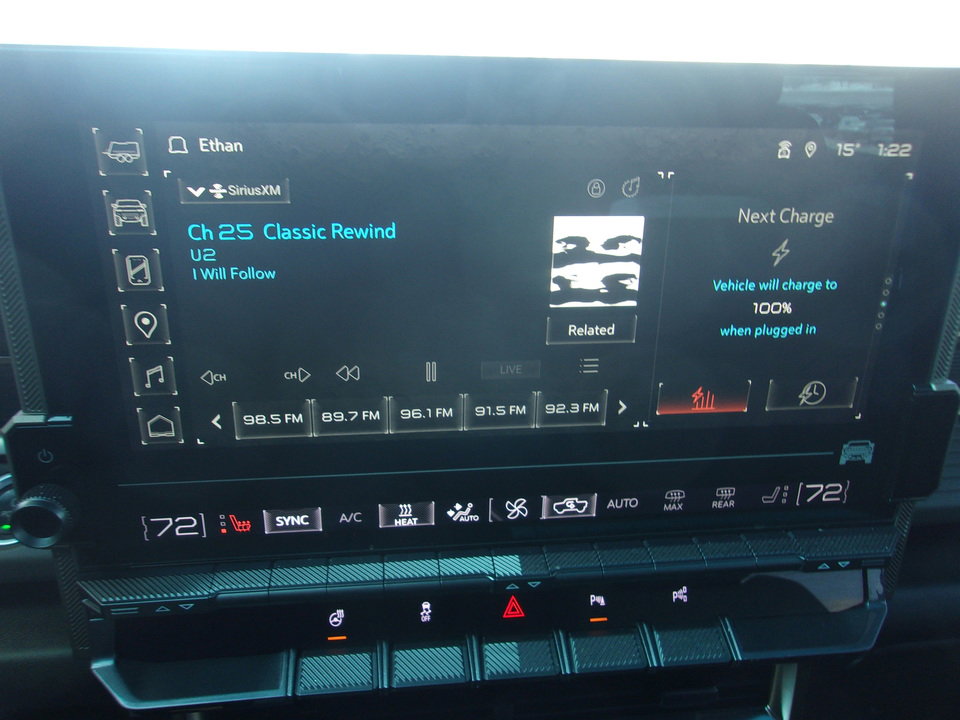 Ethan
15° 1:22
SiriusXM
Ch 25 Classic Rewind
U2
I Will Follow
Related
Next Charge
Vehicle will charge to
100%
when plugged in
CH CH LIVE
98.5 FM 89.7 FM 96.1 FM 91.5 FM 92.3 FM
72 SYNC A/C HEAT AUTO AUTO MAX REAR 72
OFF P P